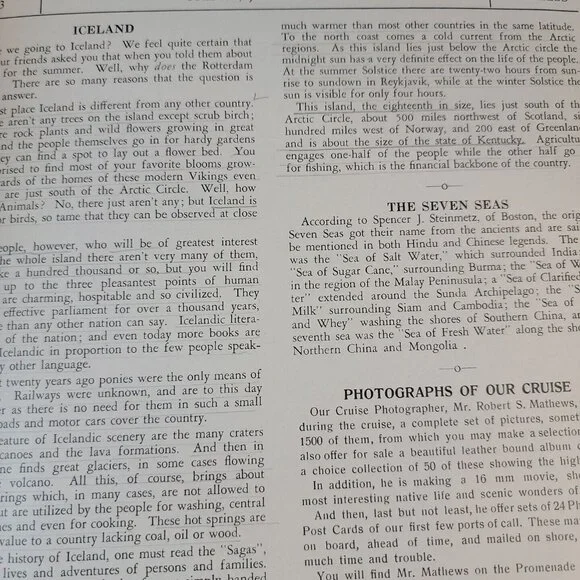 ICELAND
we going to Iceland? We feel quite certain that
ur friends asked you that when you told them about
for the summer. Well, why does the Rotterdam
There are so many reasons that the question is
answer.
st place Iceland is different from any other country.
aren't any trees on the island except scrub birch;
re rock plants and wild flowers growing in great
nd the people themselves go in for hardy gardens
ey can find a spot to lay out a flower bed. You
prised to find most of your favorite blooms grow-
ards of the homes of these modern Vikings even
are just south of the Arctic Circle. Well, how
Animals? No, there just aren't any; but Iceland is
or birds, so tame that they can be observed at close
eople, however, who will be of greatest interest
the whole island there aren't very many of them,
ke a hundred thousand or so, but you will find
up to the three pleasantest points of human
are charming, hospitable and so civilized. They
effective parliament for over a thousand years,
e than any other nation can say. Icelandic litera-
of the nation; and even today more books are
Icelandic in proportion to the few people speak-
y other language.
t twenty years ago ponies were the only means of
Railways were unknown, and are to this day
er as there is no need for them in such a small
oads and motor cars cover the country.
eature of Icelandic scenery are the many craters
canoes and the lava formations. And then in
ne finds great glaciers, in some cases flowing
e volcano. All this, of course, brings about
rings which, in many cases, are not allowed to
ut are utilized by the people for washing, central
es and even for cooking. These hot springs are
value to a country lacking coal, oil or wood.
e history of Iceland, one must read the "Sagas",
lives and adventures of persons and families.
simply handed
much warmer than most other countries in the same latitude.
To the north coast comes a cold current from the Arctic
regions. As this island lies just below the Arctic circle the
midnight sun has a very definite effect on the life of the people.
At the summer Solstice there are twenty-two hours from sun-
rise to sundown in Reykjavik, while at the winter Solstice the
sun is visible for only four hours.
This island, the eighteenth in size, lies just south of the
Arctic Circle, about 500 miles northwest of Scotland, si
hundred miles west of Norway, and 200 east of Greenlan
and is about the size of the state of Kentucky. Agricultu
engages one-half of the people while the other half go
for fishing, which is the financial backbone of the country.
—o—
THE SEVEN SEAS
According to Spencer J. Steinmetz, of Boston, the orig
Seven Seas got their name from the ancients and are sai
be mentioned in both Hindu and Chinese legends. The
was the "Sea of Salt Water," which surrounded India
"Sea of Sugar Cane," surrounding Burma; the "Sea of W
in the region of the Malay Peninusula; a "Sea of Clarified
ter" extended around the Sunda Archipelago; the "S
Milk" surrounding Siam and Cambodia; the "Sea of
and Whey" washing the shores of Southern China, an
seventh sea was the "Sea of Fresh Water" along the sho
Northern China and Mongolia .
—o—
PHOTOGRAPHS OF OUR CRUISE
Our Cruise Photographer, Mr. Robert S. Mathews,
during the cruise, a complete set of pictures, somet
1500 of them, from which you may make a selection
also offer for sale a beautiful leather bound album c
a choice collection of 50 of these showing the high
In addition, he is making a 16 mm movie, sho
most interesting native life and scenic wonders of
And then, last but not least, he offers sets of 24 Ph
Post Cards of our first few ports of call. These ma
on board, ahead of time, and mailed on shore,
much time and trouble.
You will find Mr. Mathews on the Promenade